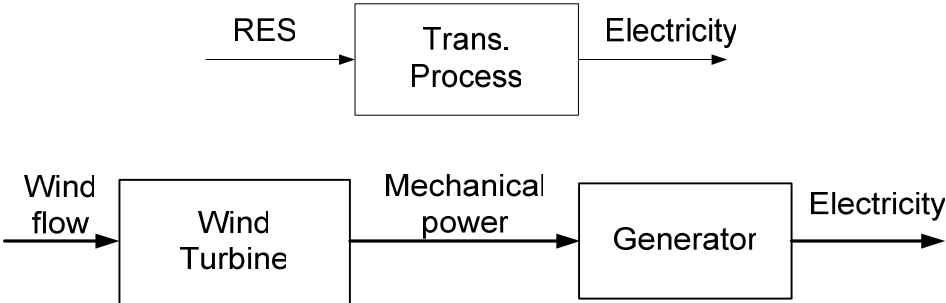 RES
Trans.
Process
Electricity
Wind
flow
Wind
Turbine
Mechanical
power
Generator
Electricity